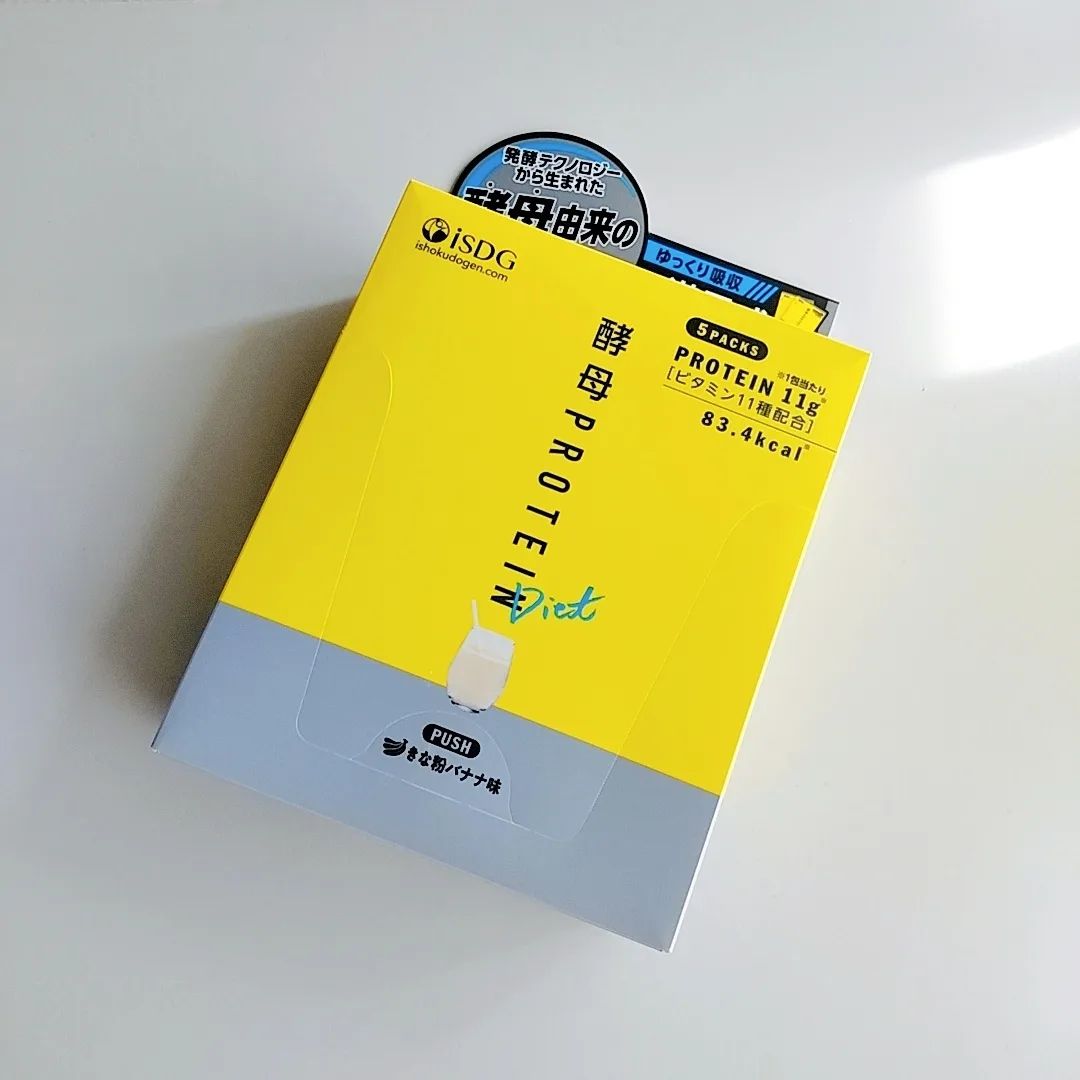 発酵テクノロジー
から生まれた
酵母由来の
ゆっくり吸収
iSDG
ishokudogen.com
酵母PROTEIN
Diet
5PACKS
※1包当たり
PROTEIN 11g※
[ビタミン11種配合]
83.4kcal※
PUSH
きな粉バナナ味